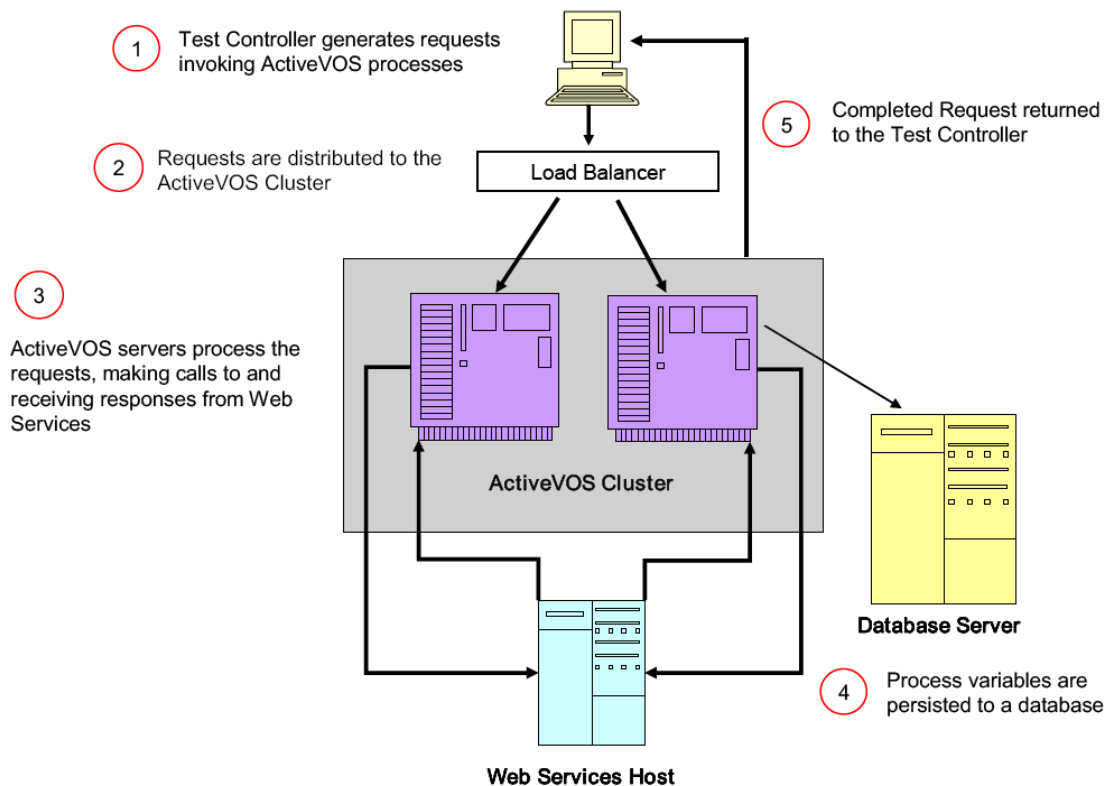 1
Test Controller generates requests
invoking ActiveVOS processes
2
Requests are distributed to the
ActiveVOS Cluster
Load Balancer
5
Completed Request returned
to the Test Controller
3
ActiveVOS servers process the
requests, making calls to and
receiving responses from Web
Services
ActiveVOS Cluster
Database Server
4
Process variables are
persisted to a database
Web Services Host